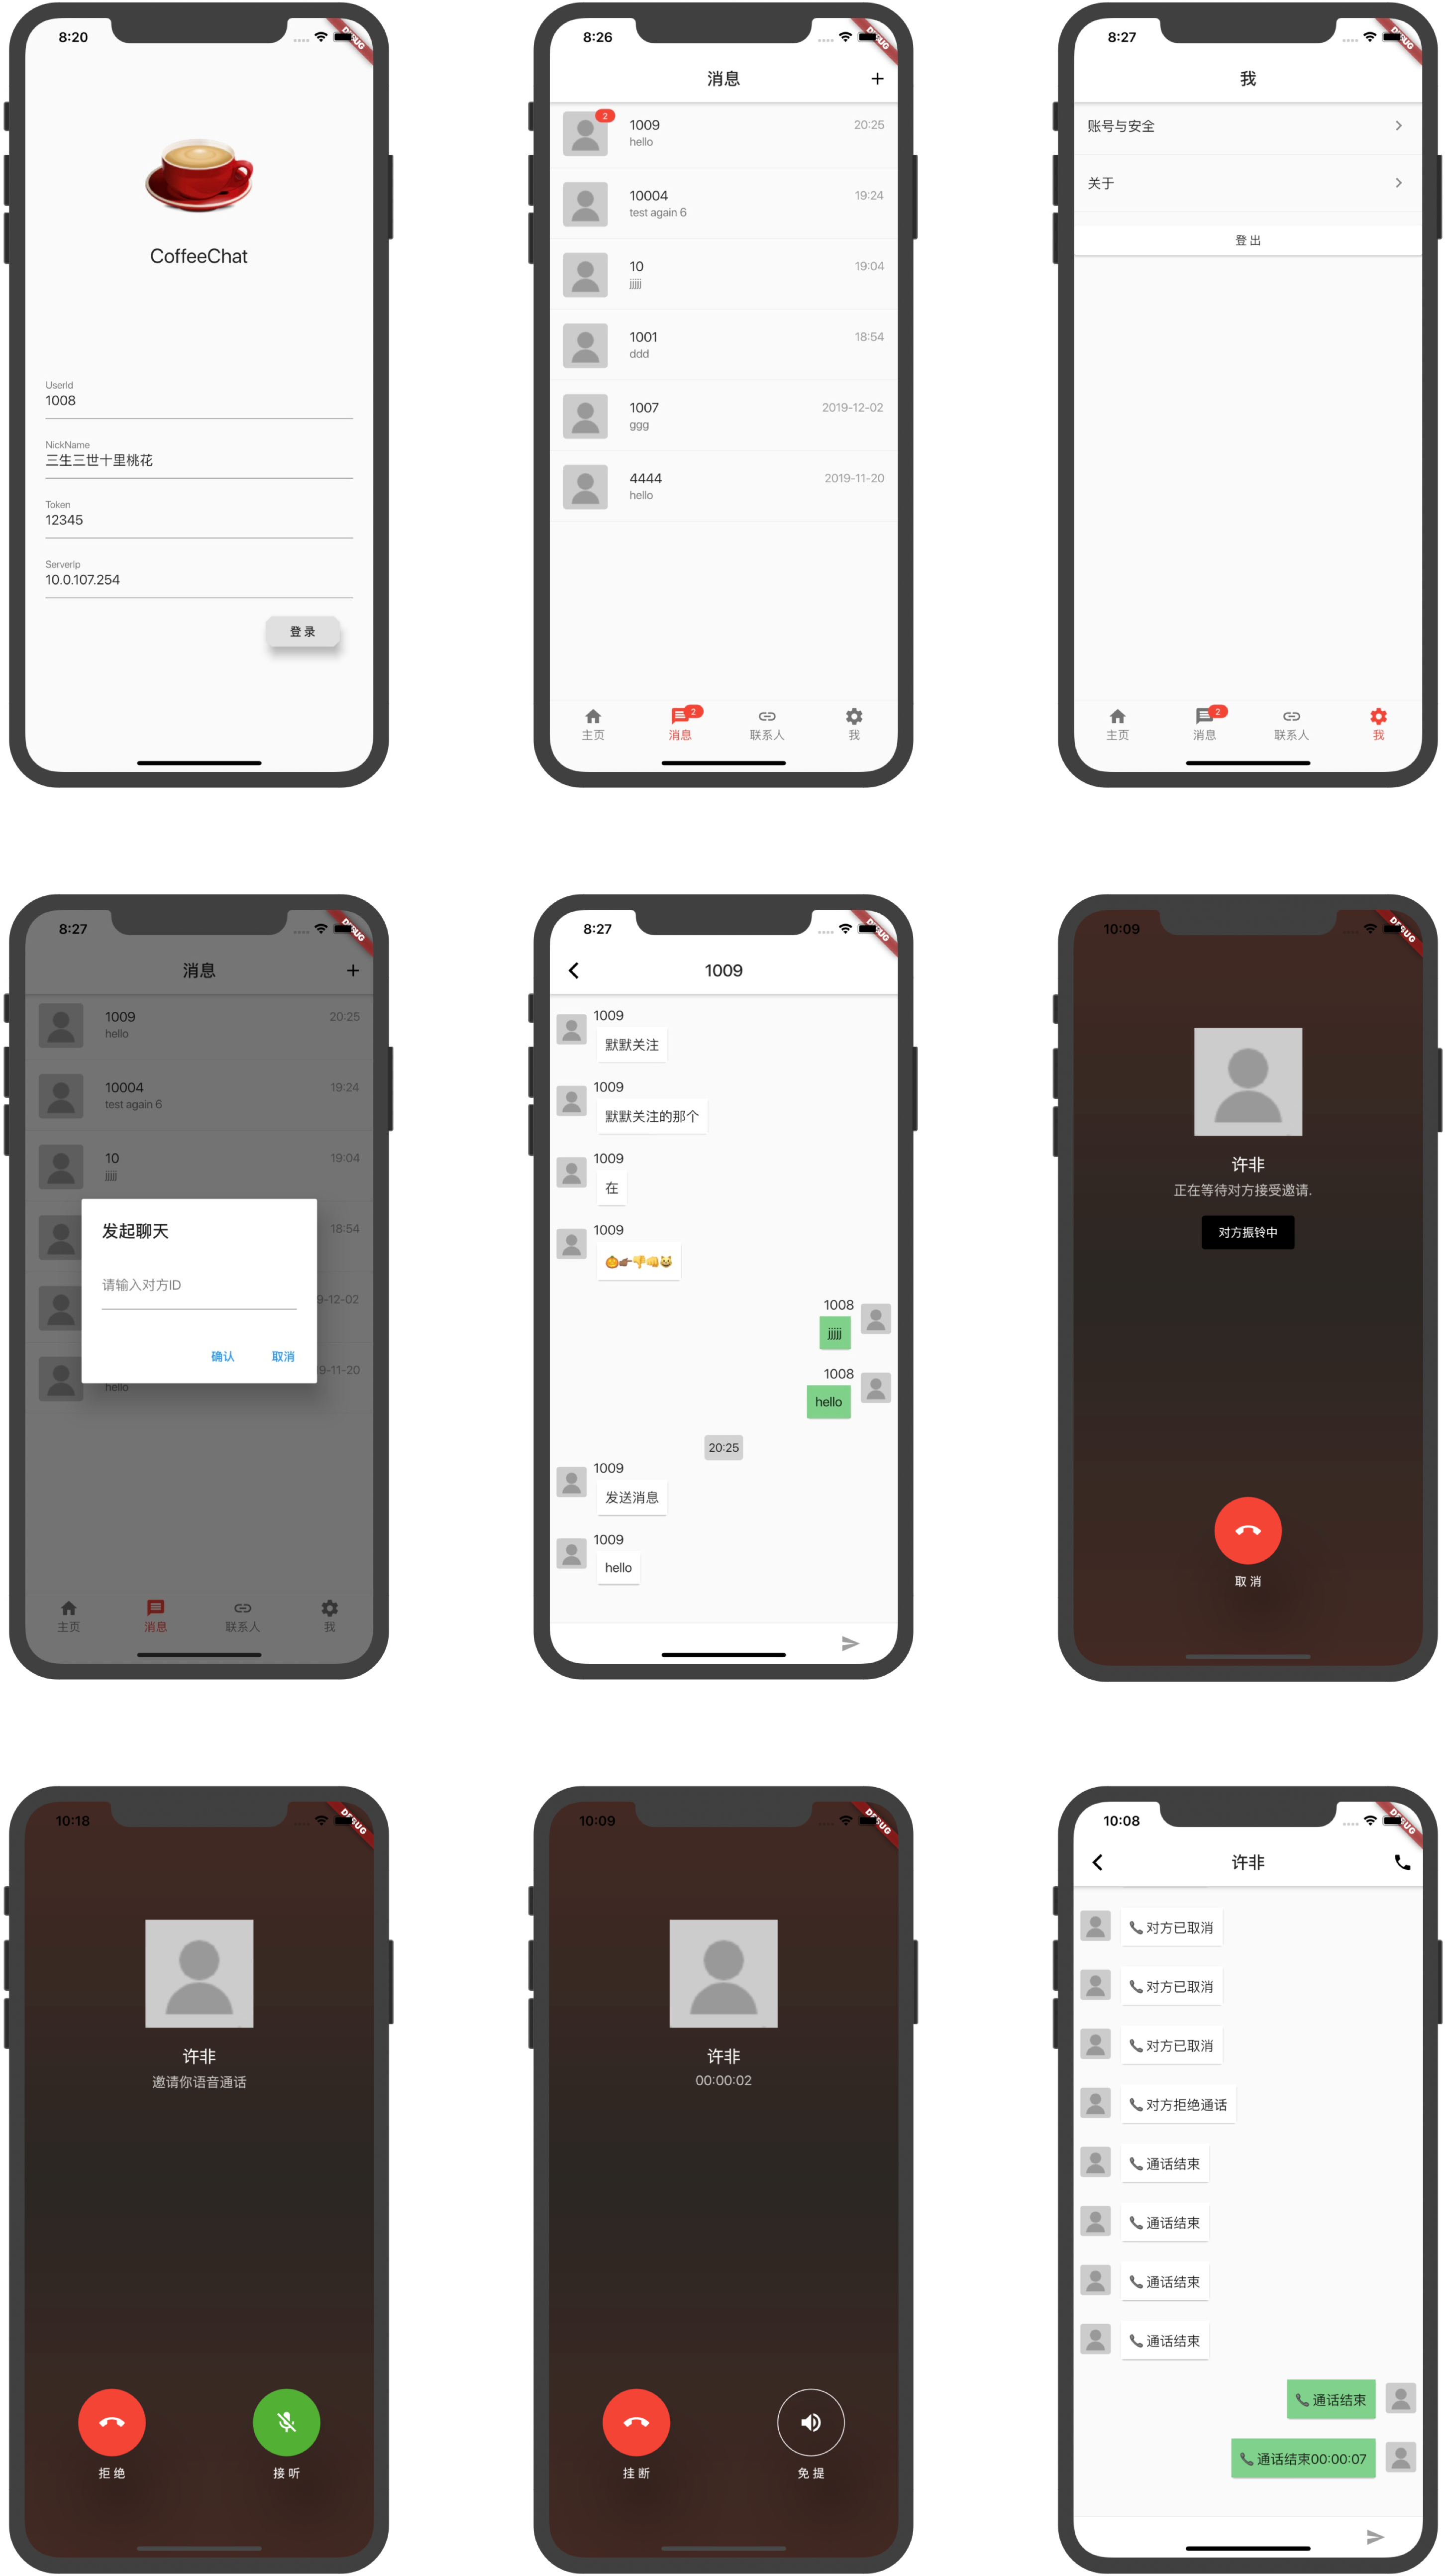 8:20
DEBUG
CoffeeChat
UserId
1008
NickName
三生三世十里桃花
Token
12345
ServerIp
10.0.107.254
登 录
8:26
DEBUG
消息
2
1009
20:25
hello
10004
19:24
test again 6
10
19:04
jjjjj
1001
18:54
ddd
1007
2019-12-02
ggg
4444
2019-11-20
hello
2
主页
消息
联系人
我
8:27
DEBUG
我
账号与安全
关于
登 出
2
主页
消息
联系人
我
8:27
DEBUG
消息
1009
20:25
hello
10004
19:24
test again 6
10
19:04
jjjjj
18:54
发起聊天
请输入对方ID
9-12-02
确认
取消
9-11-20
hello
主页
消息
联系人
我
8:27
DEBUG
1009
1009
默默关注
1009
默默关注的那个
1009
在
1009
🎃👉🏾👎👊😸
1008
jjjjj
1008
hello
20:25
1009
发送消息
1009
hello
10:09
DEBUG
许非
正在等待对方接受邀请.
对方振铃中
取 消
10:18
DEBUG
许非
邀请你语音通话
拒 绝
接 听
10:09
DEBUG
许非
00:00:02
挂 断
免 提
10:08
DEBUG
许非
📞对方已取消
📞对方已取消
📞对方已取消
📞对方拒绝通话
📞通话结束
📞通话结束
📞通话结束
📞通话结束
📞通话结束
📞通话结束00:00:07